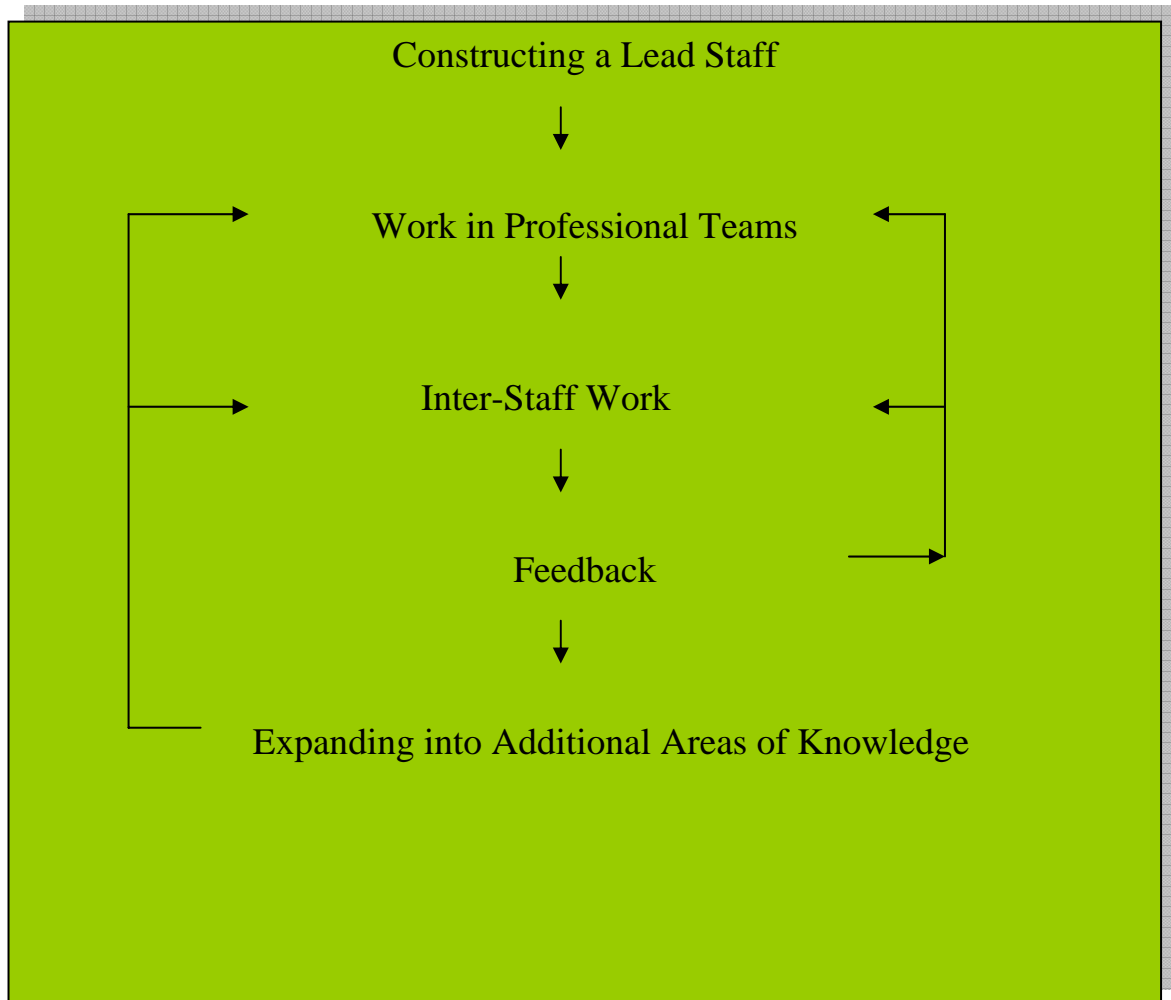 Constructing a Lead Staff
Work in Professional Teams
Inter-Staff Work
Feedback
Expanding into Additional Areas of Knowledge